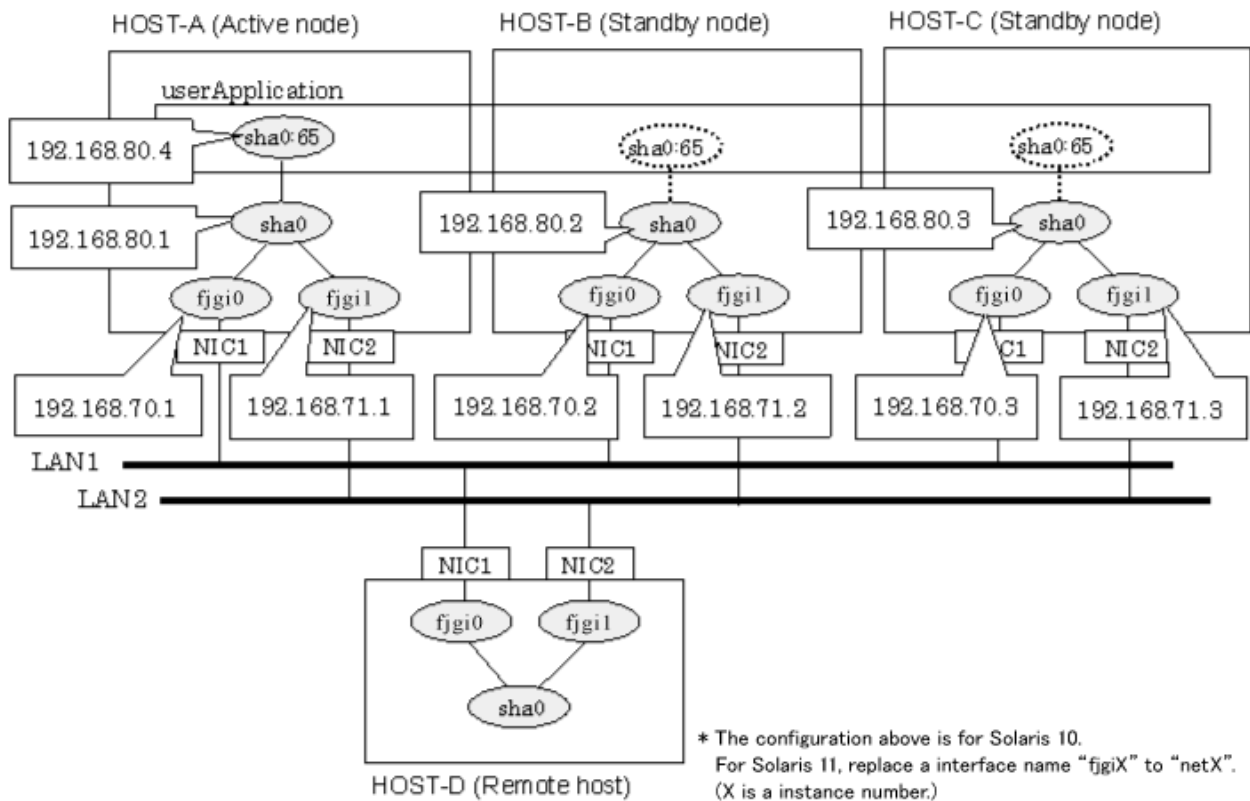 HOST-A (Active node)
HOST-B (Standby node)
HOST-C (Standby node)
userApplication
192.168.80.4
sha0:65
sha0:65
sha0:65
192.168.80.1
sha0
192.168.80.2
sha0
192.168.80.3
sha0
fjgi0
fjgi1
fjgi0
fjgi1
fjgi0
fjgi1
NIC1
NIC2
NIC1
NIC2
C1
NIC2
192.168.70.1
192.168.71.1
192.168.70.2
192.168.71.2
192.168.70.3
192.168.71.3
LAN1
LAN2
NIC1
NIC2
fjgi0
fjgi1
sha0
HOST-D (Remote host)
* The configuration above is for Solaris 10.
For Solaris 11, replace a interface name “fjgiX” to “netX”.
(X is a instance number.)